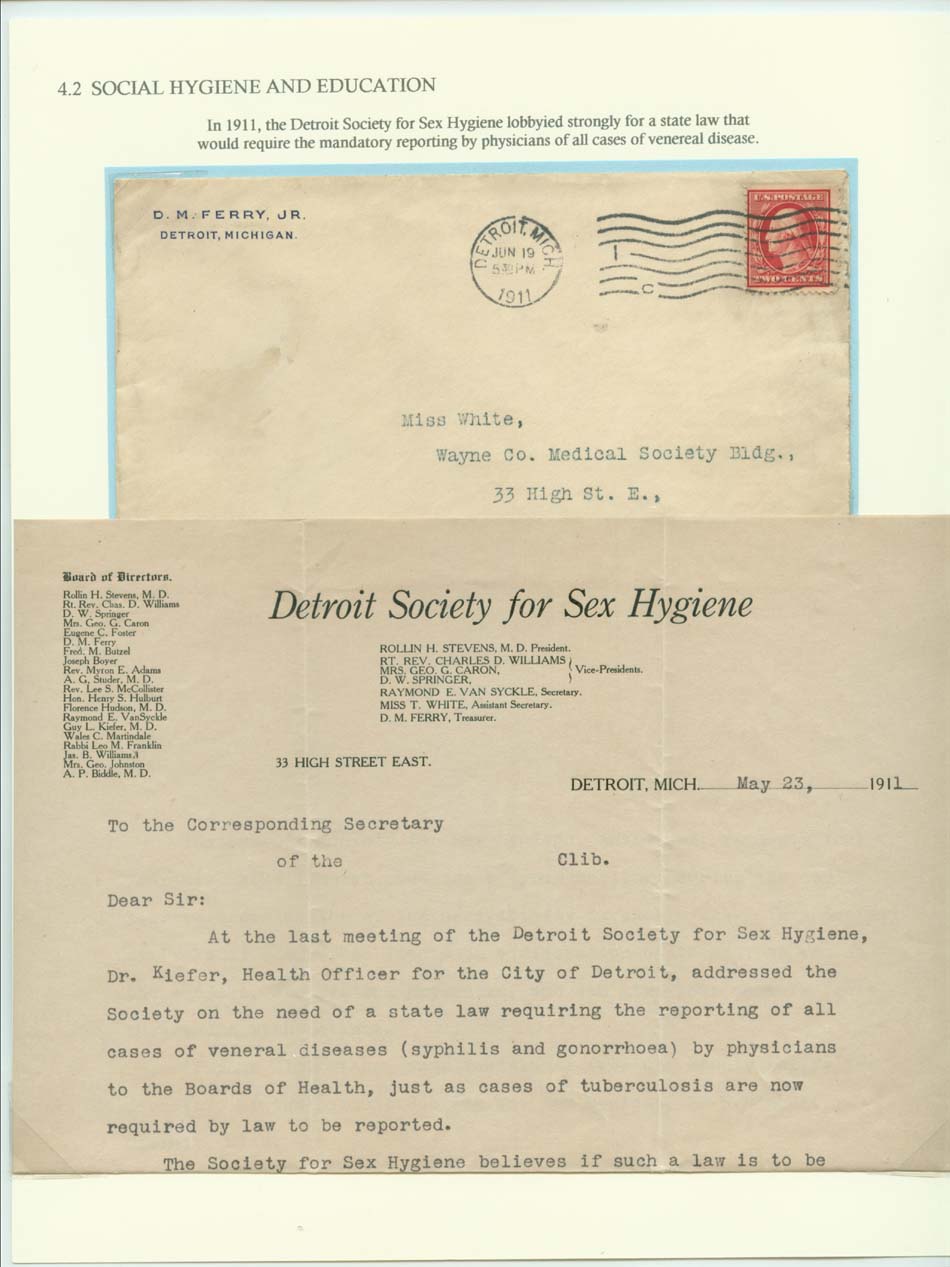 4.2 SOCIAL HYGIENE AND EDUCATION
In 1911, the Detroit Society for Sex Hygiene lobbyied strongly for a state law that
would require the mandatory reporting by physicians of all cases of venereal disease.
D. M. FERRY, JR.
DETROIT, MICHIGAN.
DETROIT, MICH.
JUN 19
PM
1911
1
C
U.S. POSTAGE
TWO CENTS
Miss White,
Wayne Co. Medical Society Bldg.,
33 High St. E.,
Board of Directors.
Rollin H. Stevens, M. D.
Rt. Rev. Chas. D. Williams
D. W. Springer
Mrs. Geo. G. Caron
Eugene C. Foster
D. M. Ferry
Fred. M. Butzel
Joseph Boyer
Rev. Myron E. Adams
A. G. Studer, M. D.
Rev. Lee S. McCollister
Hon. Henry S. Hulburt
Florence Hudson, M. D.
Raymond E. VanSyckle
Guy L. Kiefer, M. D.
Wales C. Martindale
Rabbi Leo M. Franklin
Jas. B. Williams
Mrs. Geo. Johnston
A. P. Biddle, M. D.
Detroit Society for Sex Hygiene
ROLLIN H. STEVENS, M. D. President.
RT. REV. CHARLES D. WILLIAMS
MRS. GEO. G. CARON, Vice-Presidents.
D. W. SPRINGER,
RAYMOND E. VAN SYCKLE, Secretary.
MISS T. WHITE, Assistant Secretary.
D. M. FERRY, Treasurer.
33 HIGH STREET EAST.
DETROIT, MICH. May 23, 1911
To the Corresponding Secretary
of the Clib.
Dear Sir:
At the last meeting of the Detroit Society for Sex Hygiene,
Dr. Kiefer, Health Officer for the City of Detroit, addressed the
Society on the need of a state law requiring the reporting of all
cases of veneral diseases (syphilis and gonorrhoea) by physicians
to the Boards of Health, just as cases of tuberculosis are now
required by law to be reported.
The Society for Sex Hygiene believes if such a law is to be